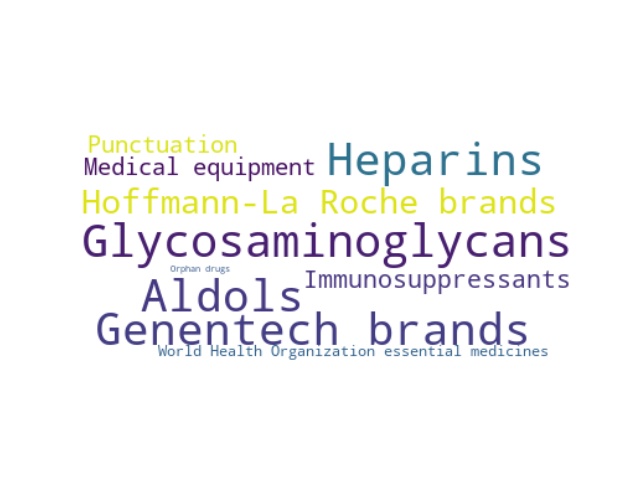 Punctuation
Medical equipment
Heparins
Hoffmann-La Roche brands
Glycosaminoglycans
Orphan drugs
Immunosuppressants
Aldols
Genentech brands
World Health Organization essential medicines